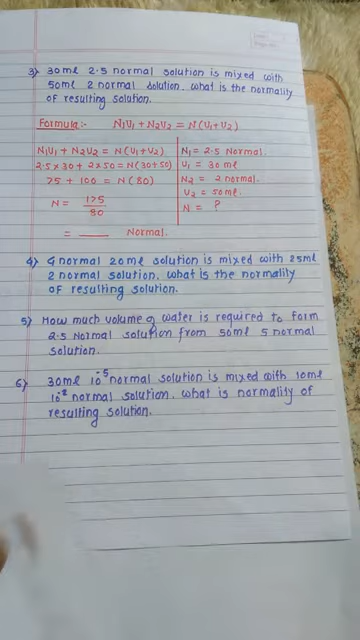 3) 30ml 2.5 normal solution is mixed with
50ml 2 normal solution. what is the normality
of resulting solution.
Formula:- N₁V₁ + N₂V₂ = N(V₁+V₂)
N₁V₁ + N₂V₂ = N(V₁+V₂)
2.5×30 + 2×50 = N(30+50)
75 + 100 = N(80)
N = 175/80
= ____ Normal.
N₁ = 2.5 Normal.
V₁ = 30 ml
N₂ = 2 normal.
V₂ = 50ml.
N = ?
4) 4 normal 20ml solution is mixed with 25ml
2 normal solution. what is the normality
of resulting solution.
5) How much volume of water is required to form
2.5 Normal solution from 50ml 5 normal
solution.
6) 30ml 10⁻⁵ normal solution is mixed with 10ml
10⁻² normal solution. what is normality of
resulting solution.